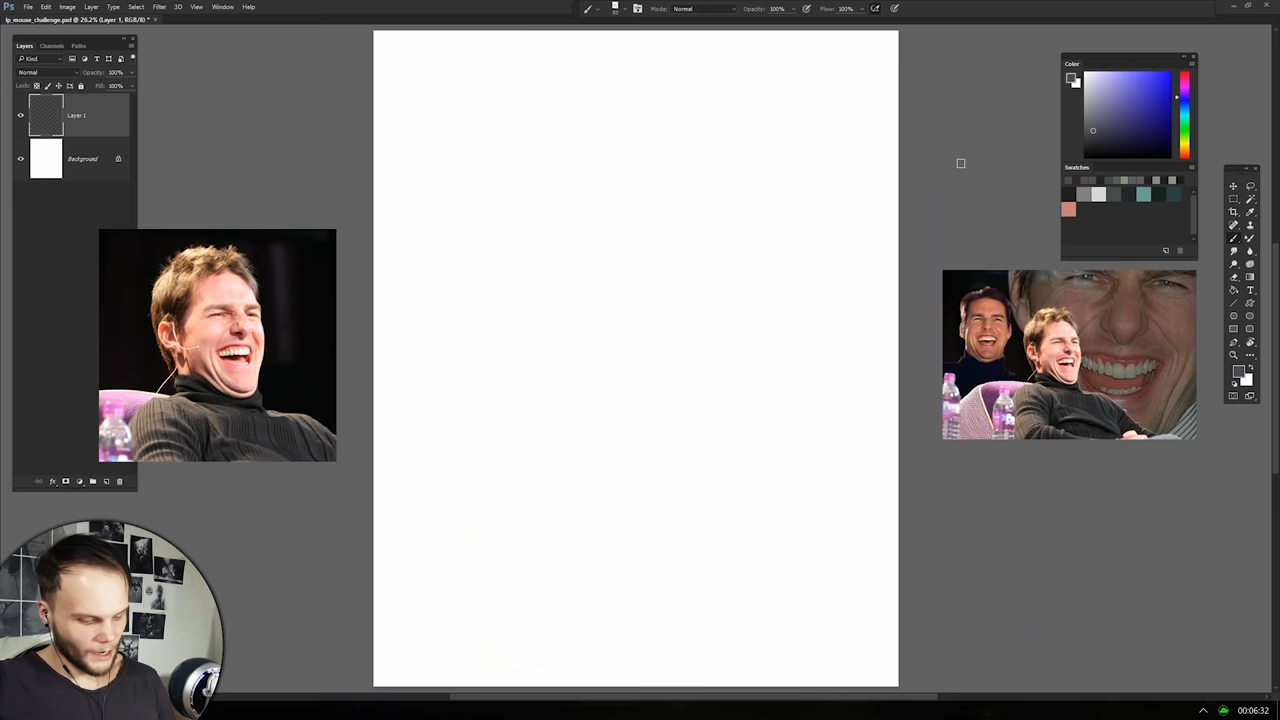 Ps File Edit Image Layer Type Select Filter 3D View Window Help
Mode: Normal Opacity: 100% Flow: 100%
lp_mouse_challenge.psd @ 26.2% (Layer 1, RGB/8) * ×
Layers Channels Paths
Kind
Normal Opacity: 100%
Lock: Fill: 100%
Layer 1
Background
fx
Color
Swatches
00:06:32